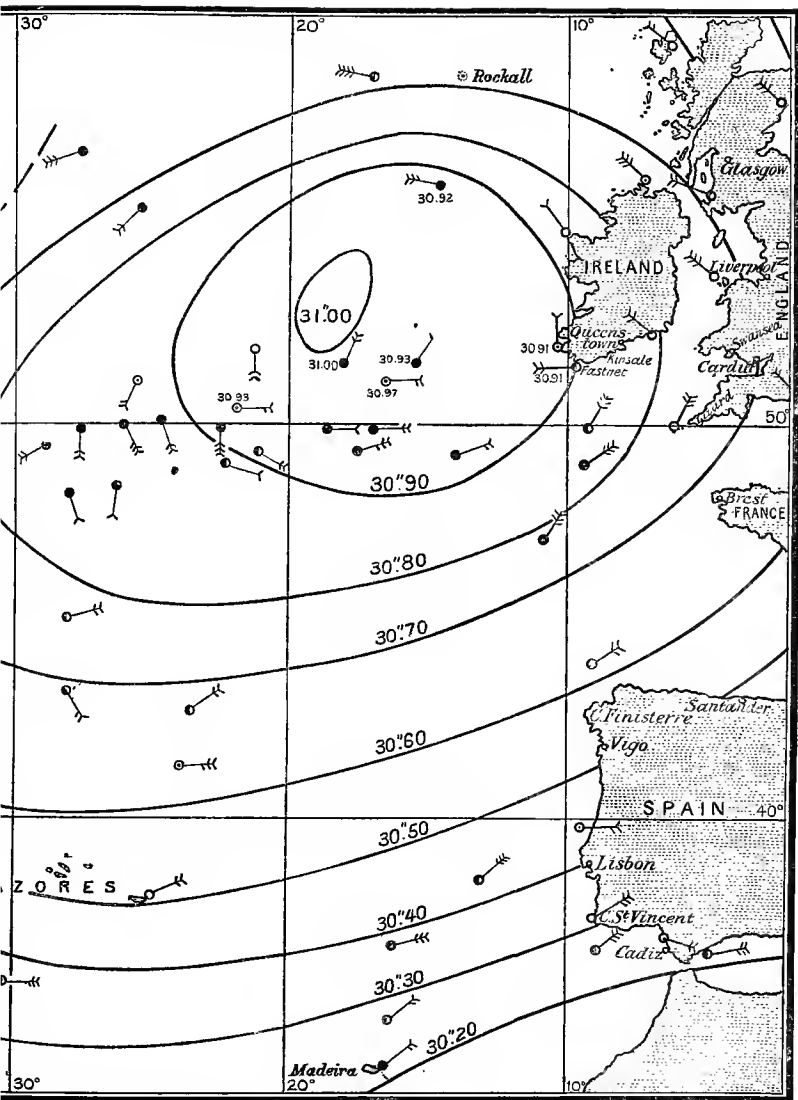 30°
20°
10°
Rockall
Glasgow
30.92
IRELAND
Liverpool
ENGLAND
31."00
Queens-
town
Swansea
31.00
30.93
30.91
Kinsale
Cardiff
30.97
30.91
Fastnet
30.93
50°
30."90
Brest
FRANCE
30."80
30."70
Santander
C. Finisterre
30."60
Vigo
SPAIN
40°
30."50
Lisbon
ZORES
30."40
C. St Vincent
Cadiz
30."30
30."20
Madeira
30°
20°
10°